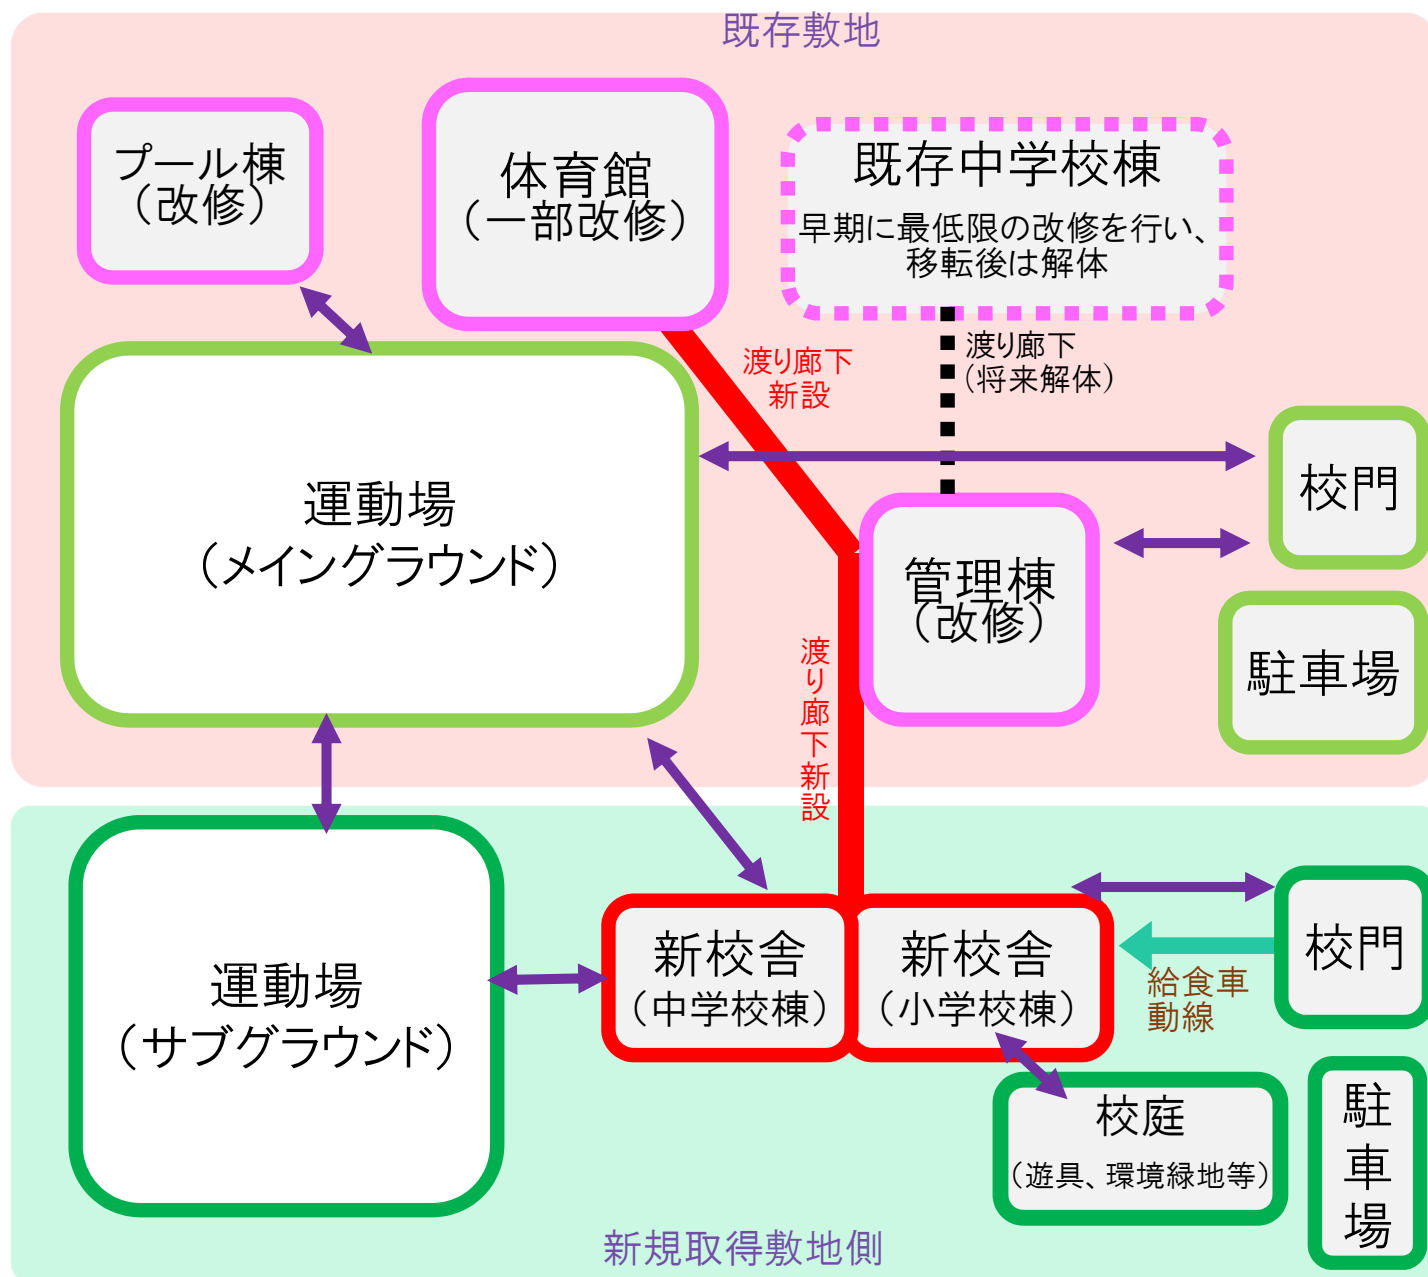 既存敷地
プール棟
（改修）
体育館
（一部改修）
既存中学校棟
早期に最低限の改修を行い、
移転後は解体
渡り廊下
新設
渡り廊下
（将来解体）
運動場
（メイングラウンド）
校門
管理棟
（改修）
駐車場
渡り廊下新設
運動場
（サブグラウンド）
新校舎
（中学校棟）
新校舎
（小学校棟）
校門
給食車
動線
校庭
（遊具、環境緑地等）
駐車場
新規取得敷地側